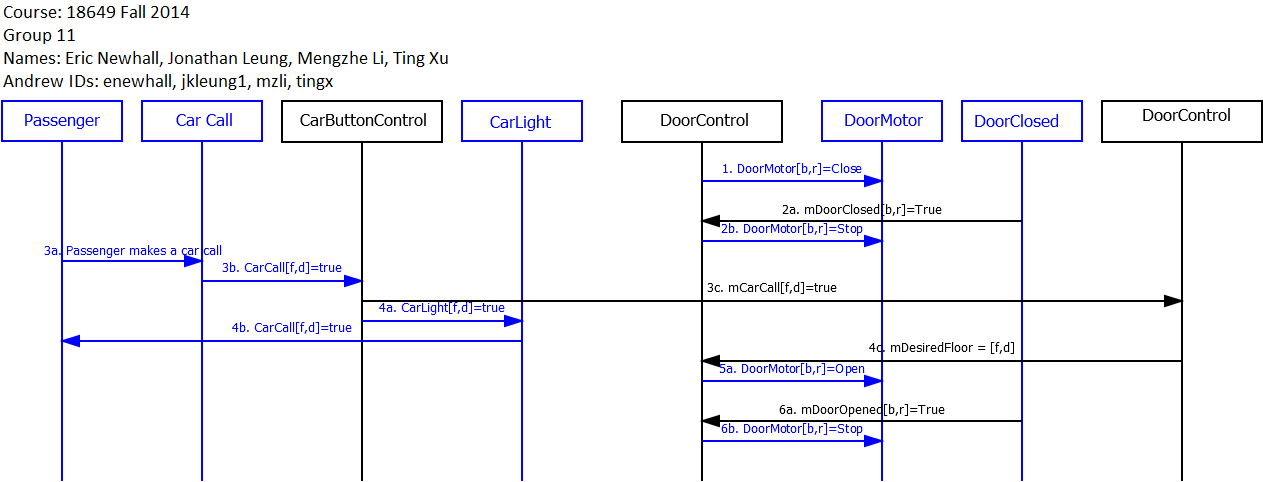 Course: 18649 Fall 2014
Group 11
Names: Eric Newhall, Jonathan Leung, Mengzhe Li, Ting Xu
Andrew IDs: enewhall, jkleung1, mzli, tingx
Passenger
Car Call
CarButtonControl
CarLight
DoorControl
DoorMotor
DoorClosed
DoorControl
1. DoorMotor[b,r]=Close
2a. mDoorClosed[b,r]=True
2b. DoorMotor[b,r]=Stop
3a. Passenger makes a car call
3b. CarCall[f,d]=true
3c. mCarCall[f,d]=true
4a. CarLight[f,d]=true
4b. CarCall[f,d]=true
4c. mDesiredFloor = [f,d]
5a. DoorMotor[b,r]=Open
6a. mDoorOpened[b,r]=True
6b. DoorMotor[b,r]=Stop